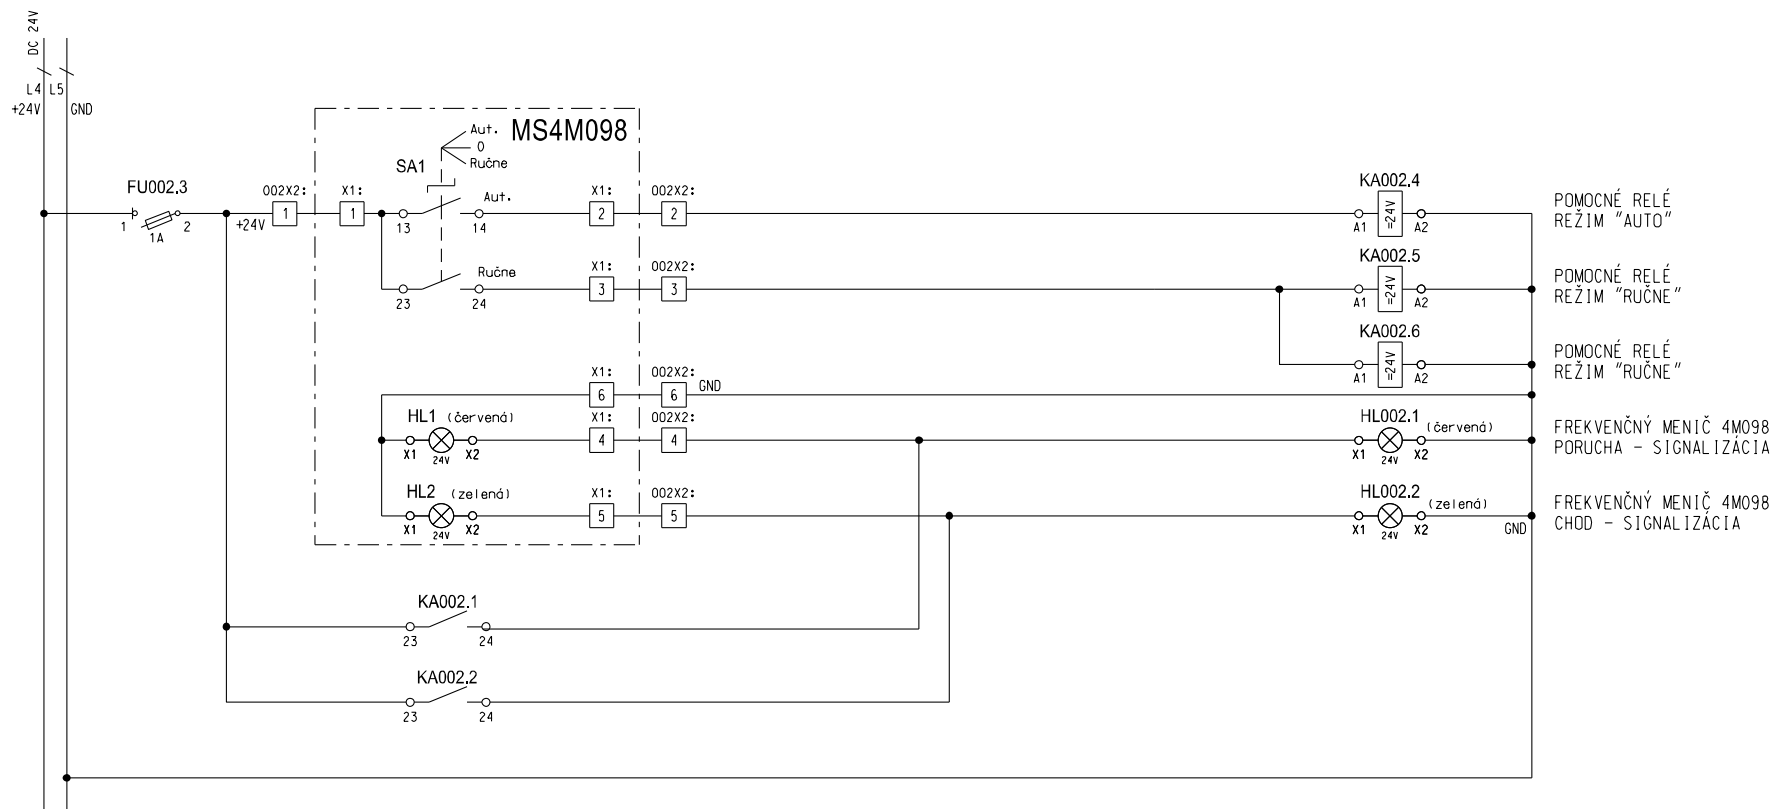 DC 24V
L4 L5
+24V GND
MS4M098
Aut.
0
Ručne
SA1
FU002.3
1 2
1A
002X2: X1:
+24V 1 1
13 14
Aut.
X1: 002X2:
2 2
KA002.4
A1 =24V A2
POMOCNÉ RELÉ
REŽIM "AUTO"
23 24
Ručne
X1: 002X2:
3 3
KA002.5
A1 =24V A2
POMOCNÉ RELÉ
REŽIM "RUČNE"
KA002.6
A1 =24V A2
POMOCNÉ RELÉ
REŽIM "RUČNE"
X1: 002X2:
6 6 GND
HL1 (červená)
X1 24V X2
X1: 002X2:
4 4
HL002.1 (červená)
X1 24V X2
FREKVENČNÝ MENIČ 4M098
PORUCHA - SIGNALIZÁCIA
HL2 (zelená)
X1 24V X2
X1: 002X2:
5 5
HL002.2 (zelená)
X1 24V X2
GND
FREKVENČNÝ MENIČ 4M098
CHOD - SIGNALIZÁCIA
KA002.1
23 24
KA002.2
23 24